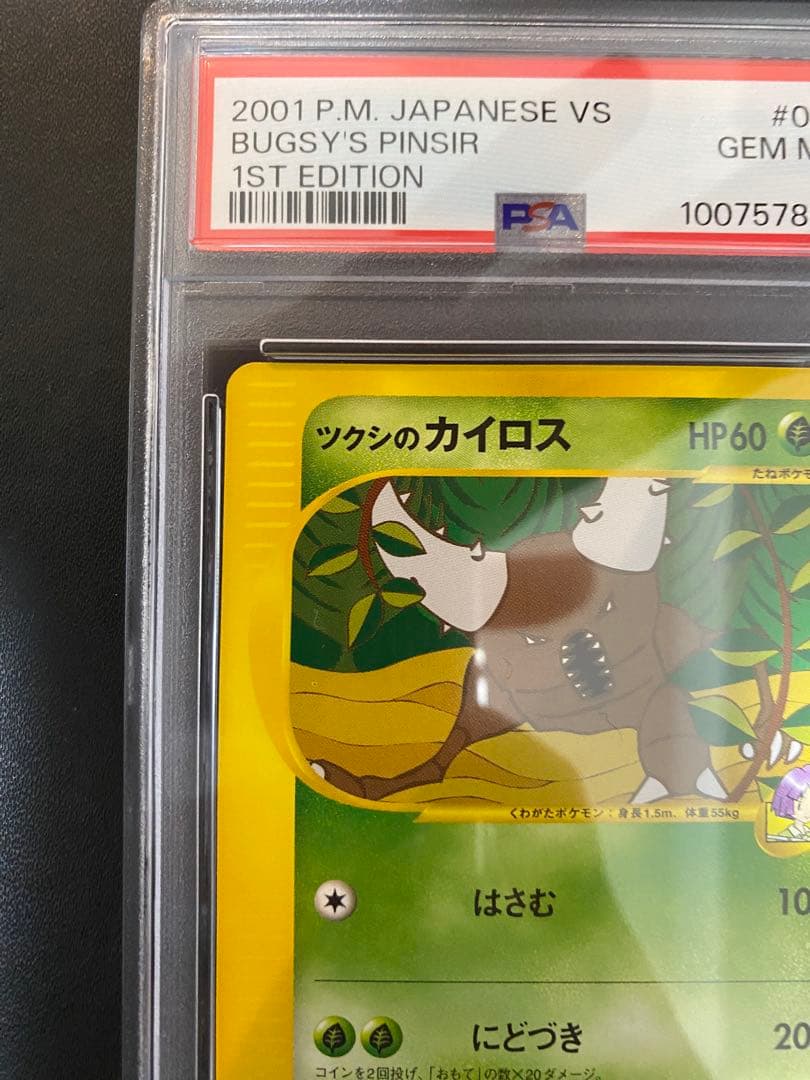 2001 P.M. JAPANESE VS #0
BUGSY'S PINSIR GEM M
1ST EDITION
PSA 1007578
ツクシのカイロス HP60
たねポケモ
くわがたポケモン:身長1.5m、体重55kg
はさむ 10
にどづき 20
コインを2回投げ、「おもて」の数×20ダメージ。